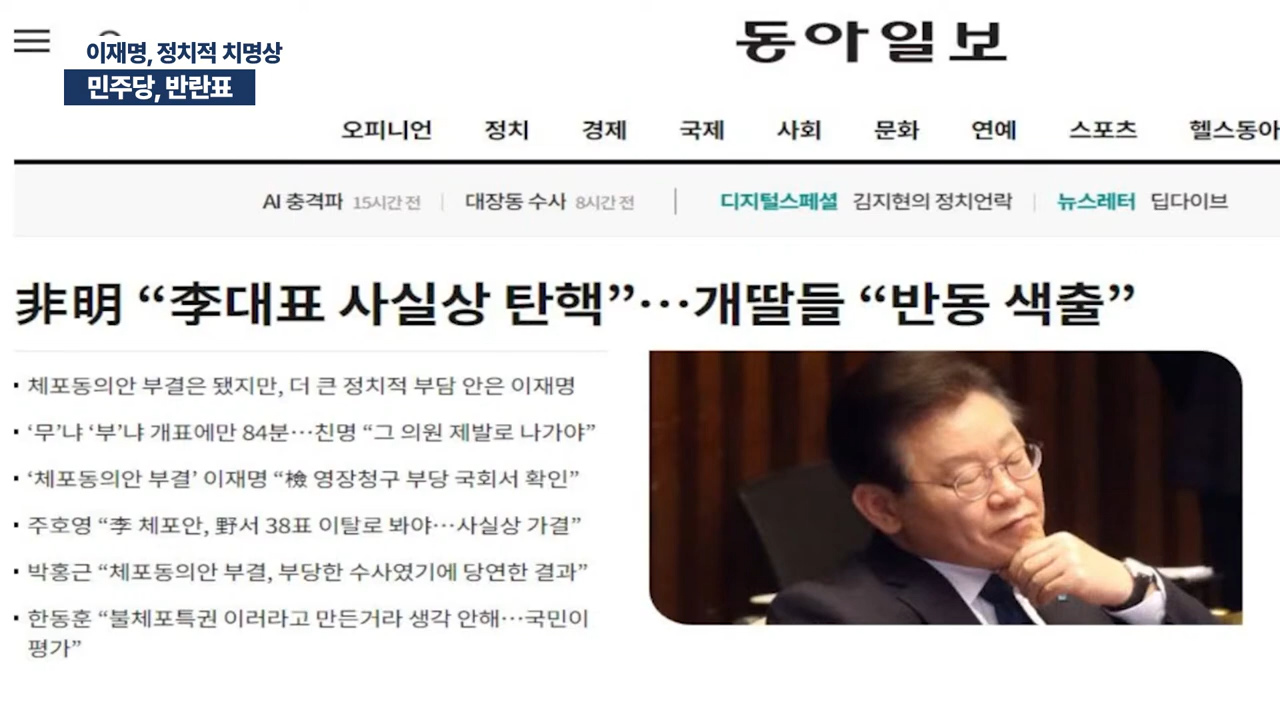 이재명, 정치적 치명상
민주당, 반란표
동아일보
오피니언 정치 경제 국제 사회 문화 연예 스포츠 헬스동아
AI 충격파 15시간 전 대장동 수사 8시간 전 디지털스페셜 김지현의 정치언락 뉴스레터 딥다이브
非明 “李대표 사실상 탄핵”…개딸들 “반동 색출”
체포동의안 부결은 됐지만, 더 큰 정치적 부담 안은 이재명
‘무’냐 ‘부’냐 개표에만 84분…친명 “그 의원 제발로 나가야”
‘체포동의안 부결’ 이재명 “檢 영장청구 부당 국회서 확인”
주호영 “李 체포안, 野서 38표 이탈로 봐야…사실상 가결”
박홍근 “체포동의안 부결, 부당한 수사였기에 당연한 결과”
한동훈 “불체포특권 이러라고 만든거라 생각 안해…국민이
평가”